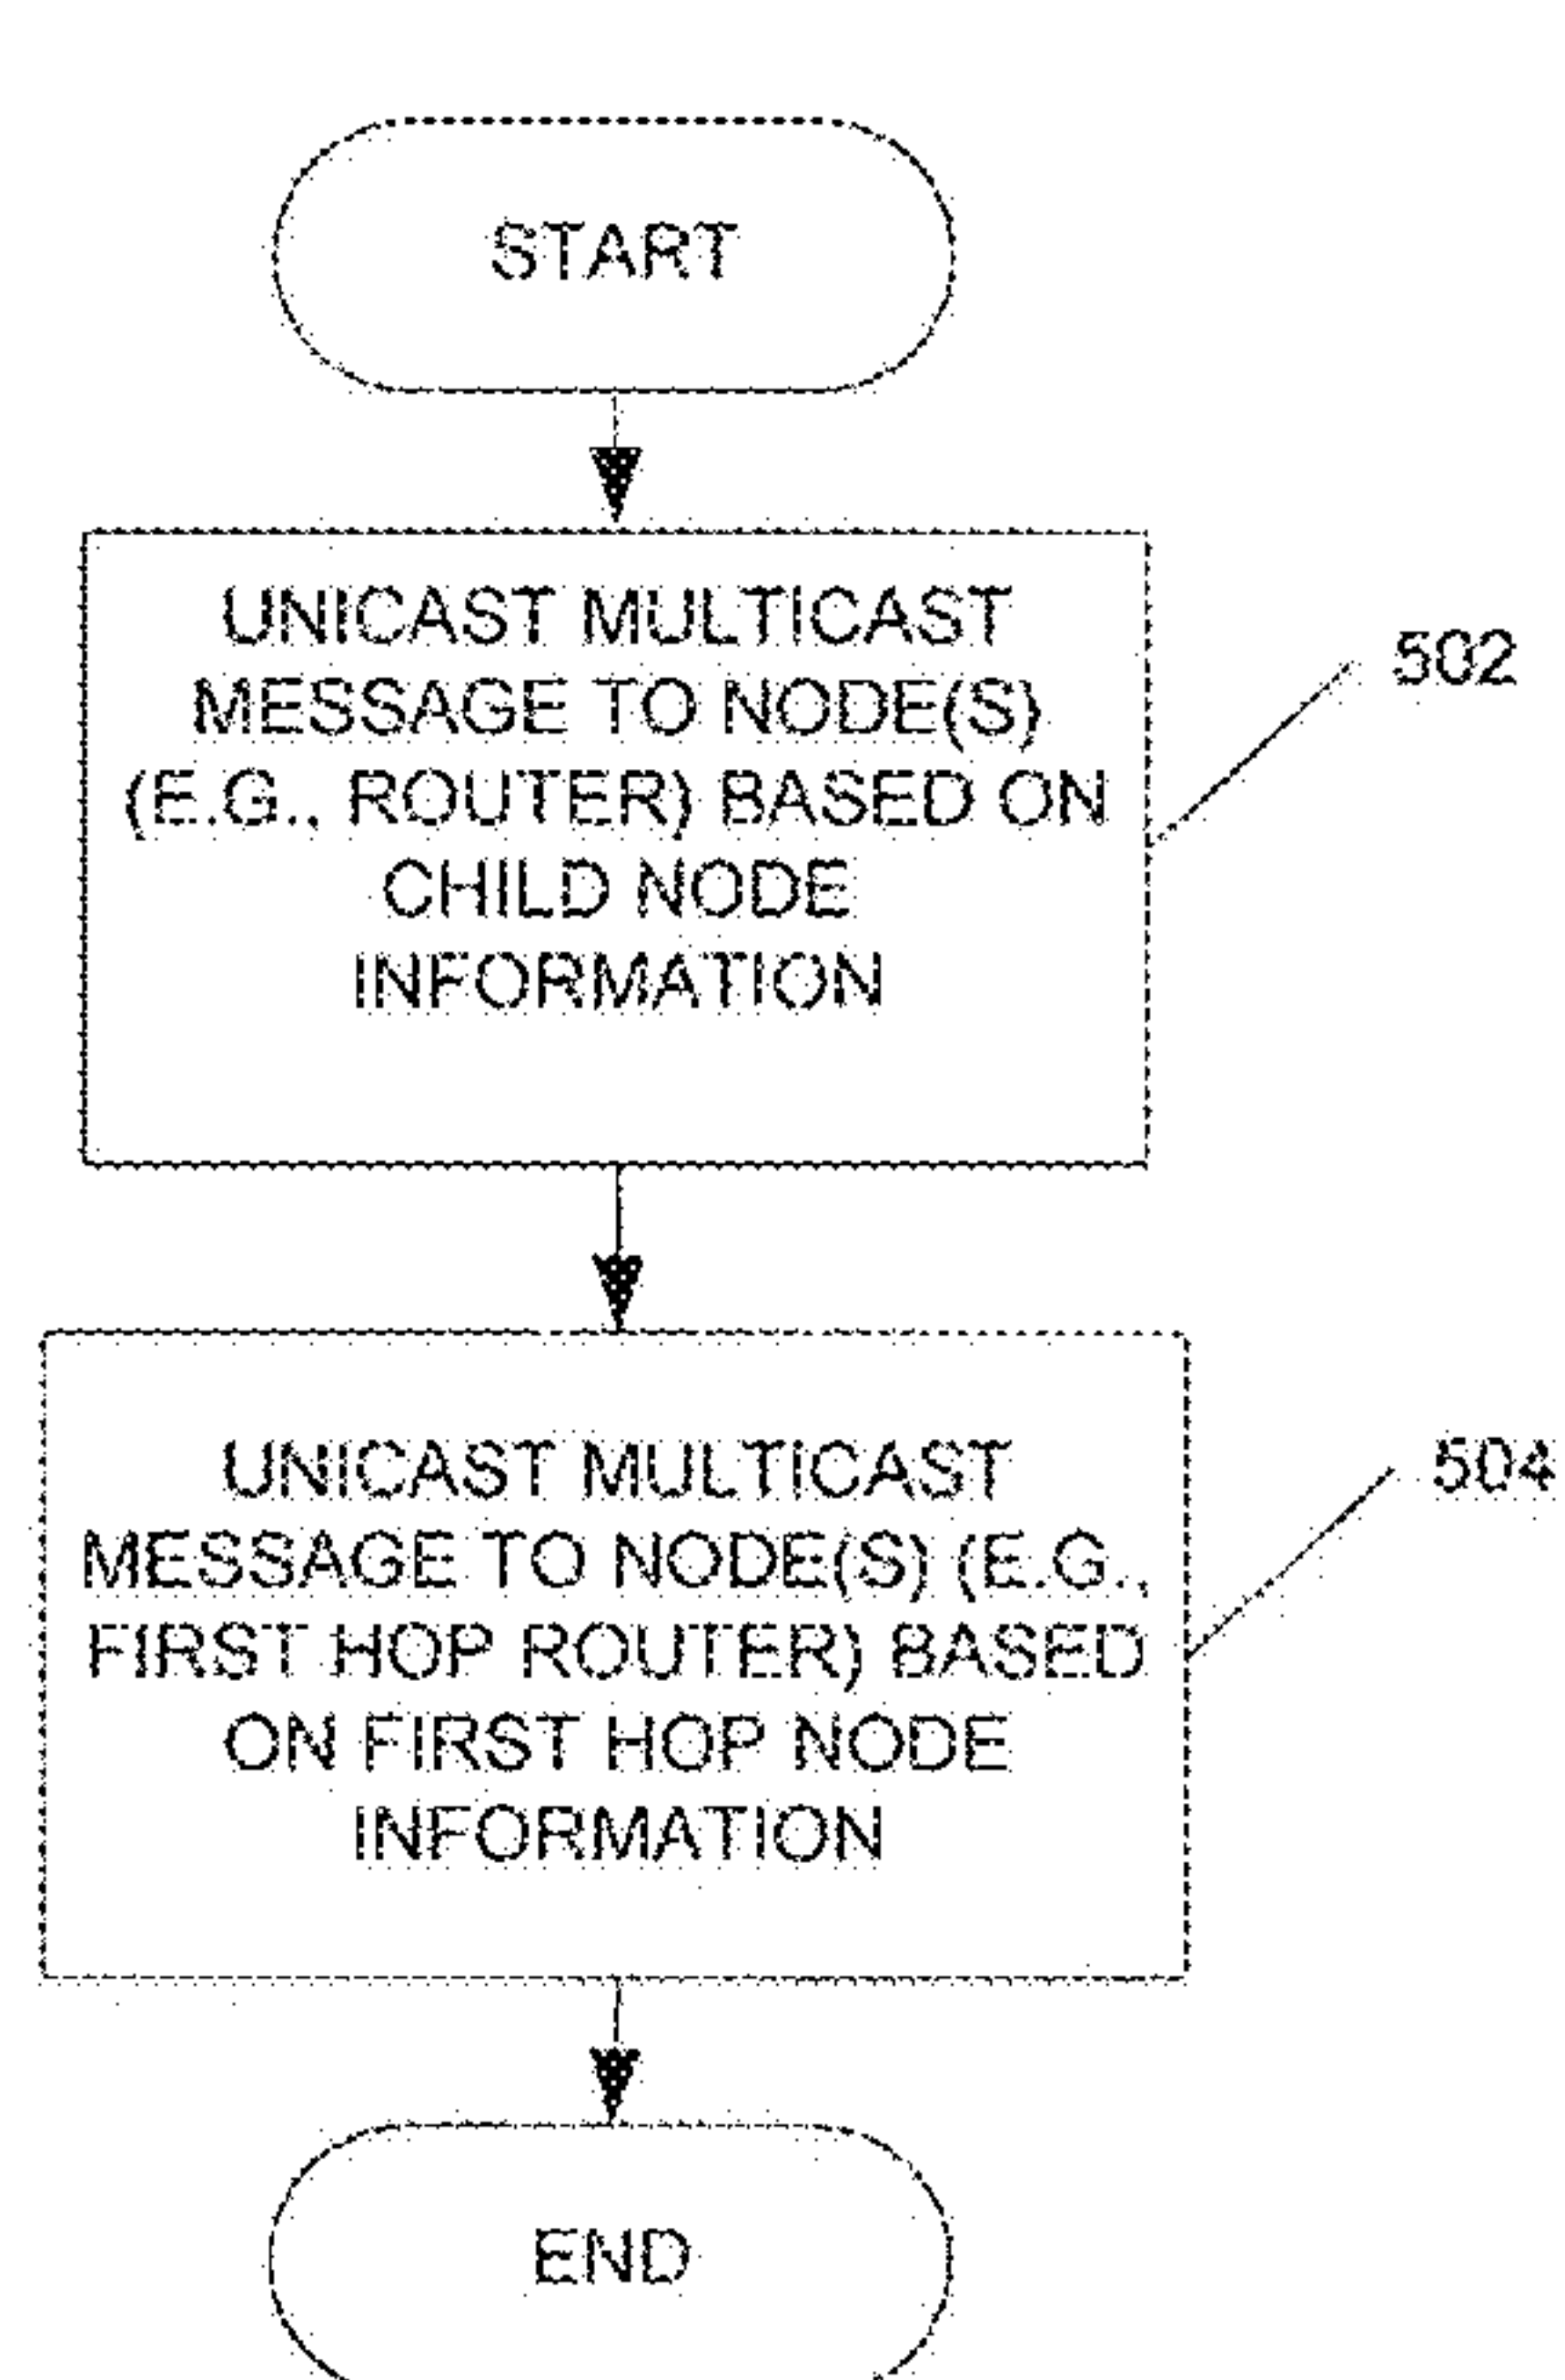 START
UNICAST MULTICAST
MESSAGE TO NODE(S)
(E.G., ROUTER) BASED ON
CHILD NODE
INFORMATION
502
UNICAST MULTICAST
MESSAGE TO NODE(S) (E.G.,
FIRST HOP ROUTER) BASED
ON FIRST HOP NODE
INFORMATION
504
END